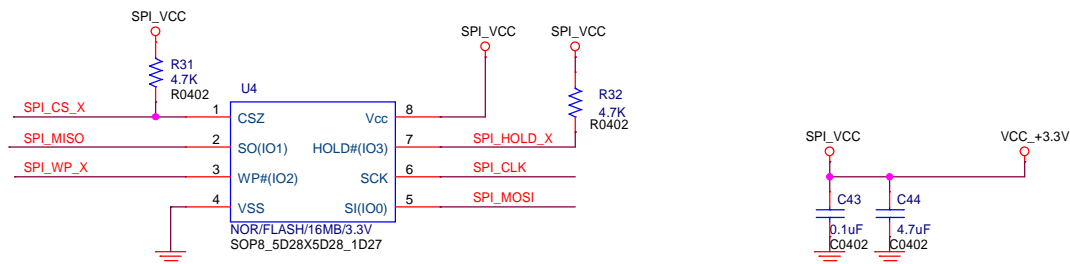 SPI_VCC
SPI_VCC
SPI_VCC
R31
4.7K
R0402
U4
R32
4.7K
R0402
SPI_CS_X
1
CSZ
Vcc
8
SPI_MISO
2
SO(IO1)
HOLD#(IO3)
7
SPI_HOLD_X
SPI_WP_X
3
WP#(IO2)
SCK
6
SPI_CLK
4
VSS
SI(IO0)
5
SPI_MOSI
NOR/FLASH/16MB/3.3V
SOP8_5D28X5D28_1D27
SPI_VCC
VCC_+3.3V
C43
0.1uF
C0402
C44
4.7uF
C0402